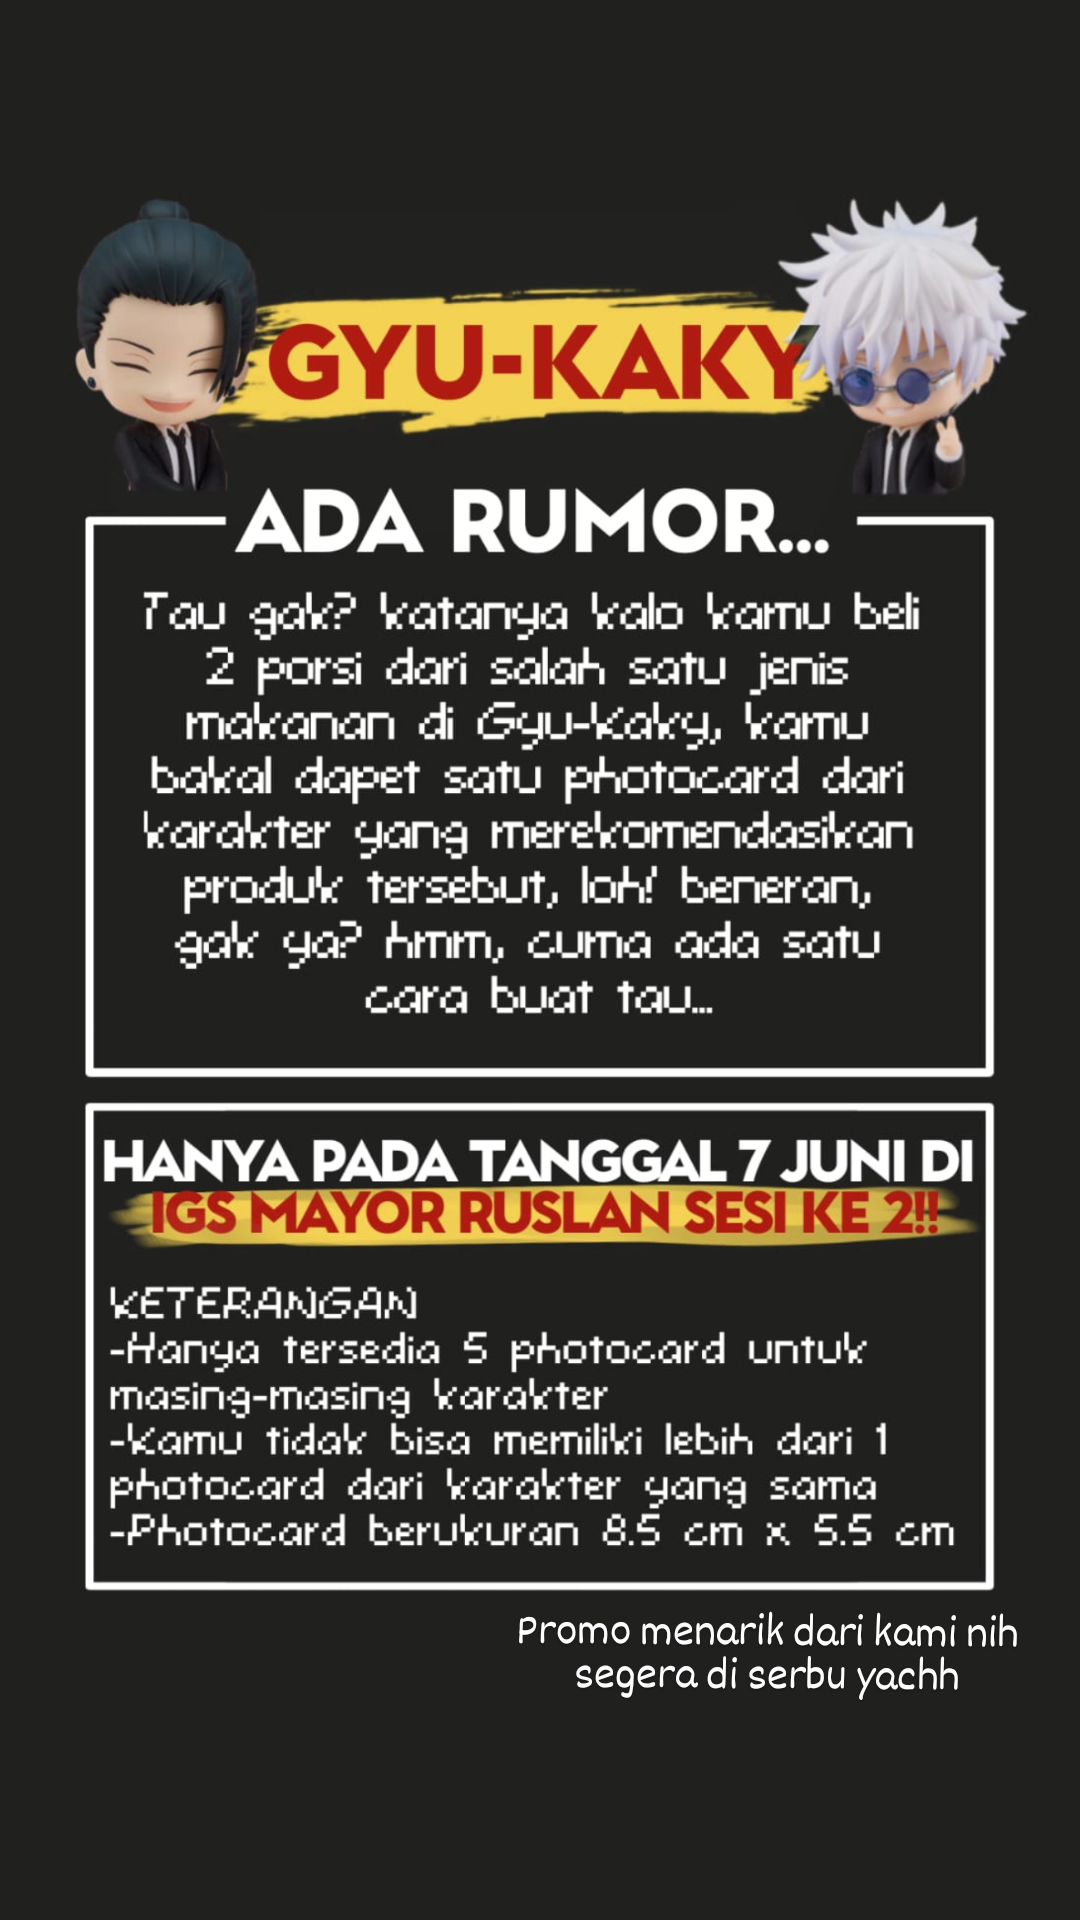 GYU-KAKY
ADA RUMOR...
Tau gak? katanya kalo kamu beli
2 porsi dari salah satu jenis
makanan di Gyu-Kaky, kamu
bakal dapet satu photocard dari
karakter yang merekomendasikan
produk tersebut, loh! beneran,
gak ya? hmm, cuma ada satu
cara buat tau...
HANYA PADA TANGGAL 7 JUNI DI
IGS MAYOR RUSLAN SESI KE 2!!
KETERANGAN
-Hanya tersedia 5 photocard untuk
masing-masing karakter
-Kamu tidak bisa memiliki lebih dari 1
photocard dari karakter yang sama
-Photocard berukuran 8.5 cm x 5.5 cm
Promo menarik dari kami nih
segera di serbu yachh